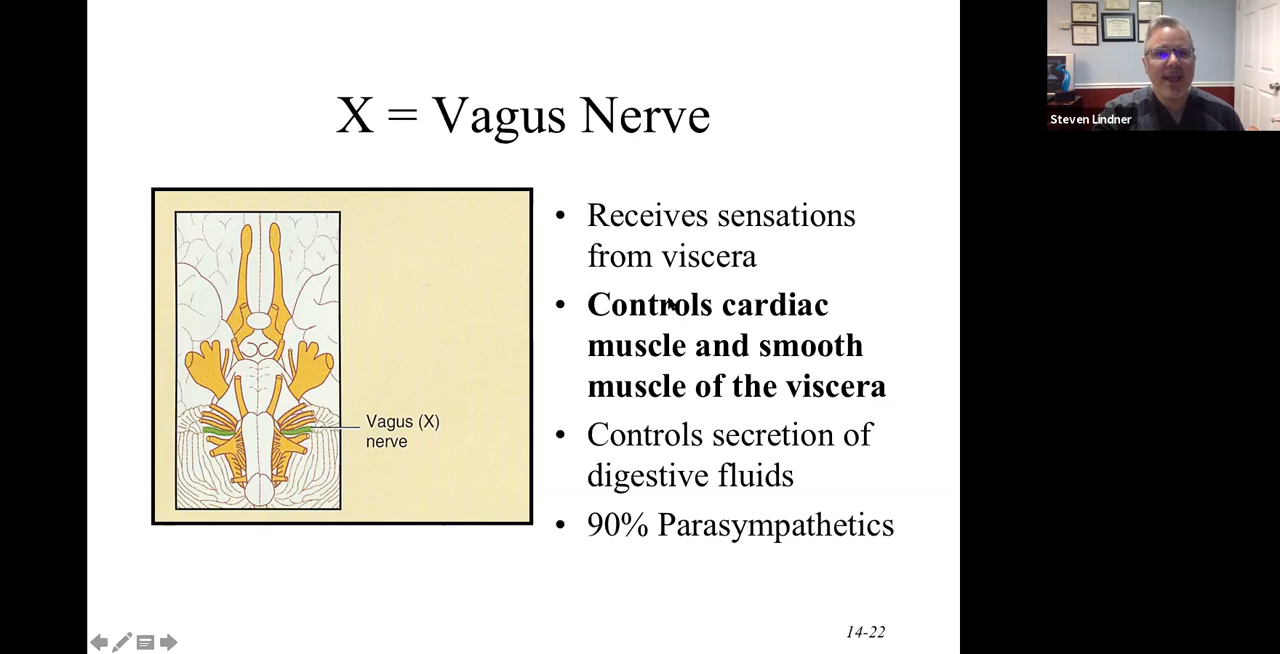 X = Vagus Nerve
Vagus (X)
nerve
• Receives sensations
from viscera
• Controls cardiac
muscle and smooth
muscle of the viscera
• Controls secretion of
digestive fluids
• 90% Parasympathetics
14-22
Steven Lindner